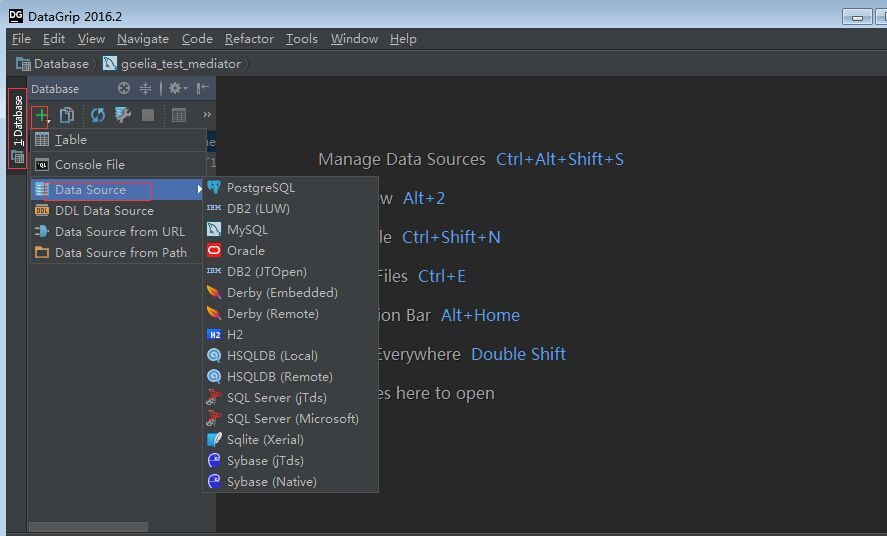 DG DataGrip 2016.2
File Edit View Navigate Code Refactor Tools Window Help
Database goelia_test_mediator
1: Database
Database
Table
Console File
Data Source
DDL Data Source
Data Source from URL
Data Source from Path
PostgreSQL
IBM DB2 (LUW)
MySQL
Oracle
IBM DB2 (JTOpen)
Derby (Embedded)
Derby (Remote)
H2 H2
HSQLDB (Local)
HSQLDB (Remote)
SQL Server (jTds)
SQL Server (Microsoft)
Sqlite (Xerial)
Sybase (jTds)
Sybase (Native)
Manage Data Sources Ctrl+Alt+Shift+S
Alt+2
Ctrl+Shift+N
Files Ctrl+E
Bar Alt+Home
Everywhere Double Shift
here to open